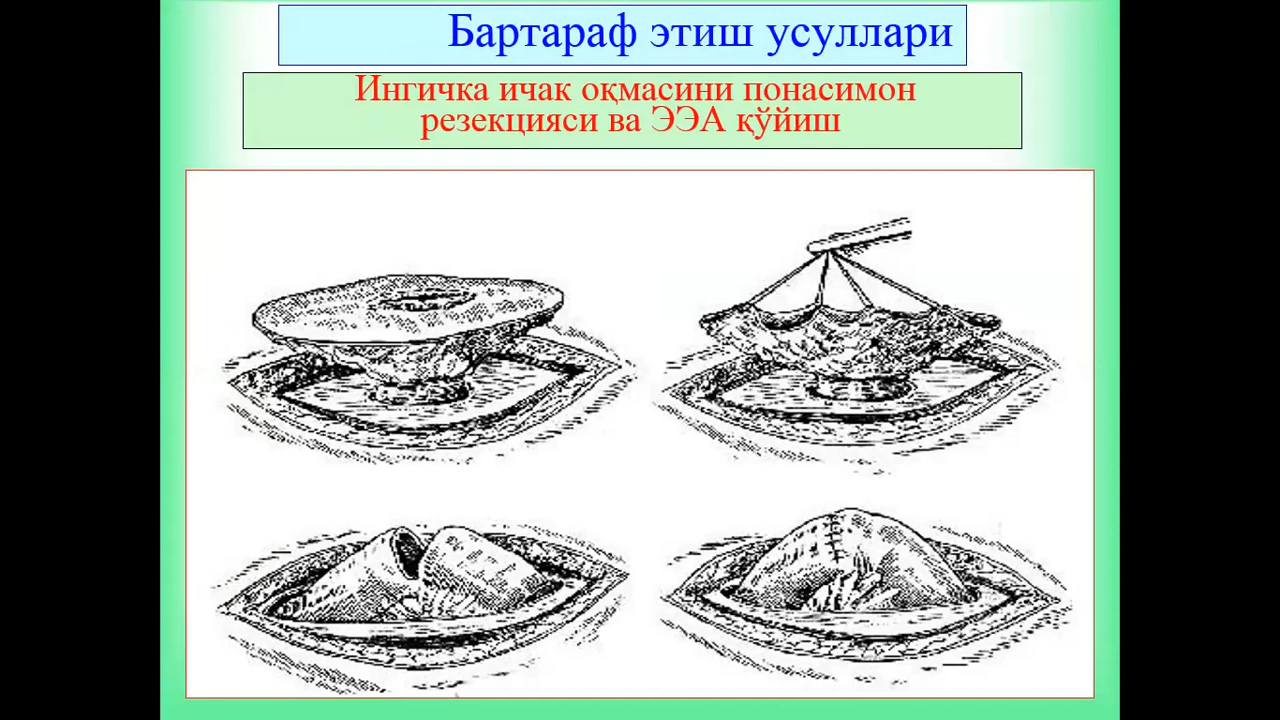 Бартараф этиш усуллари
Ингичка ичак оқмасини понасимон
резекцияси ва ЭЭА қўйиш